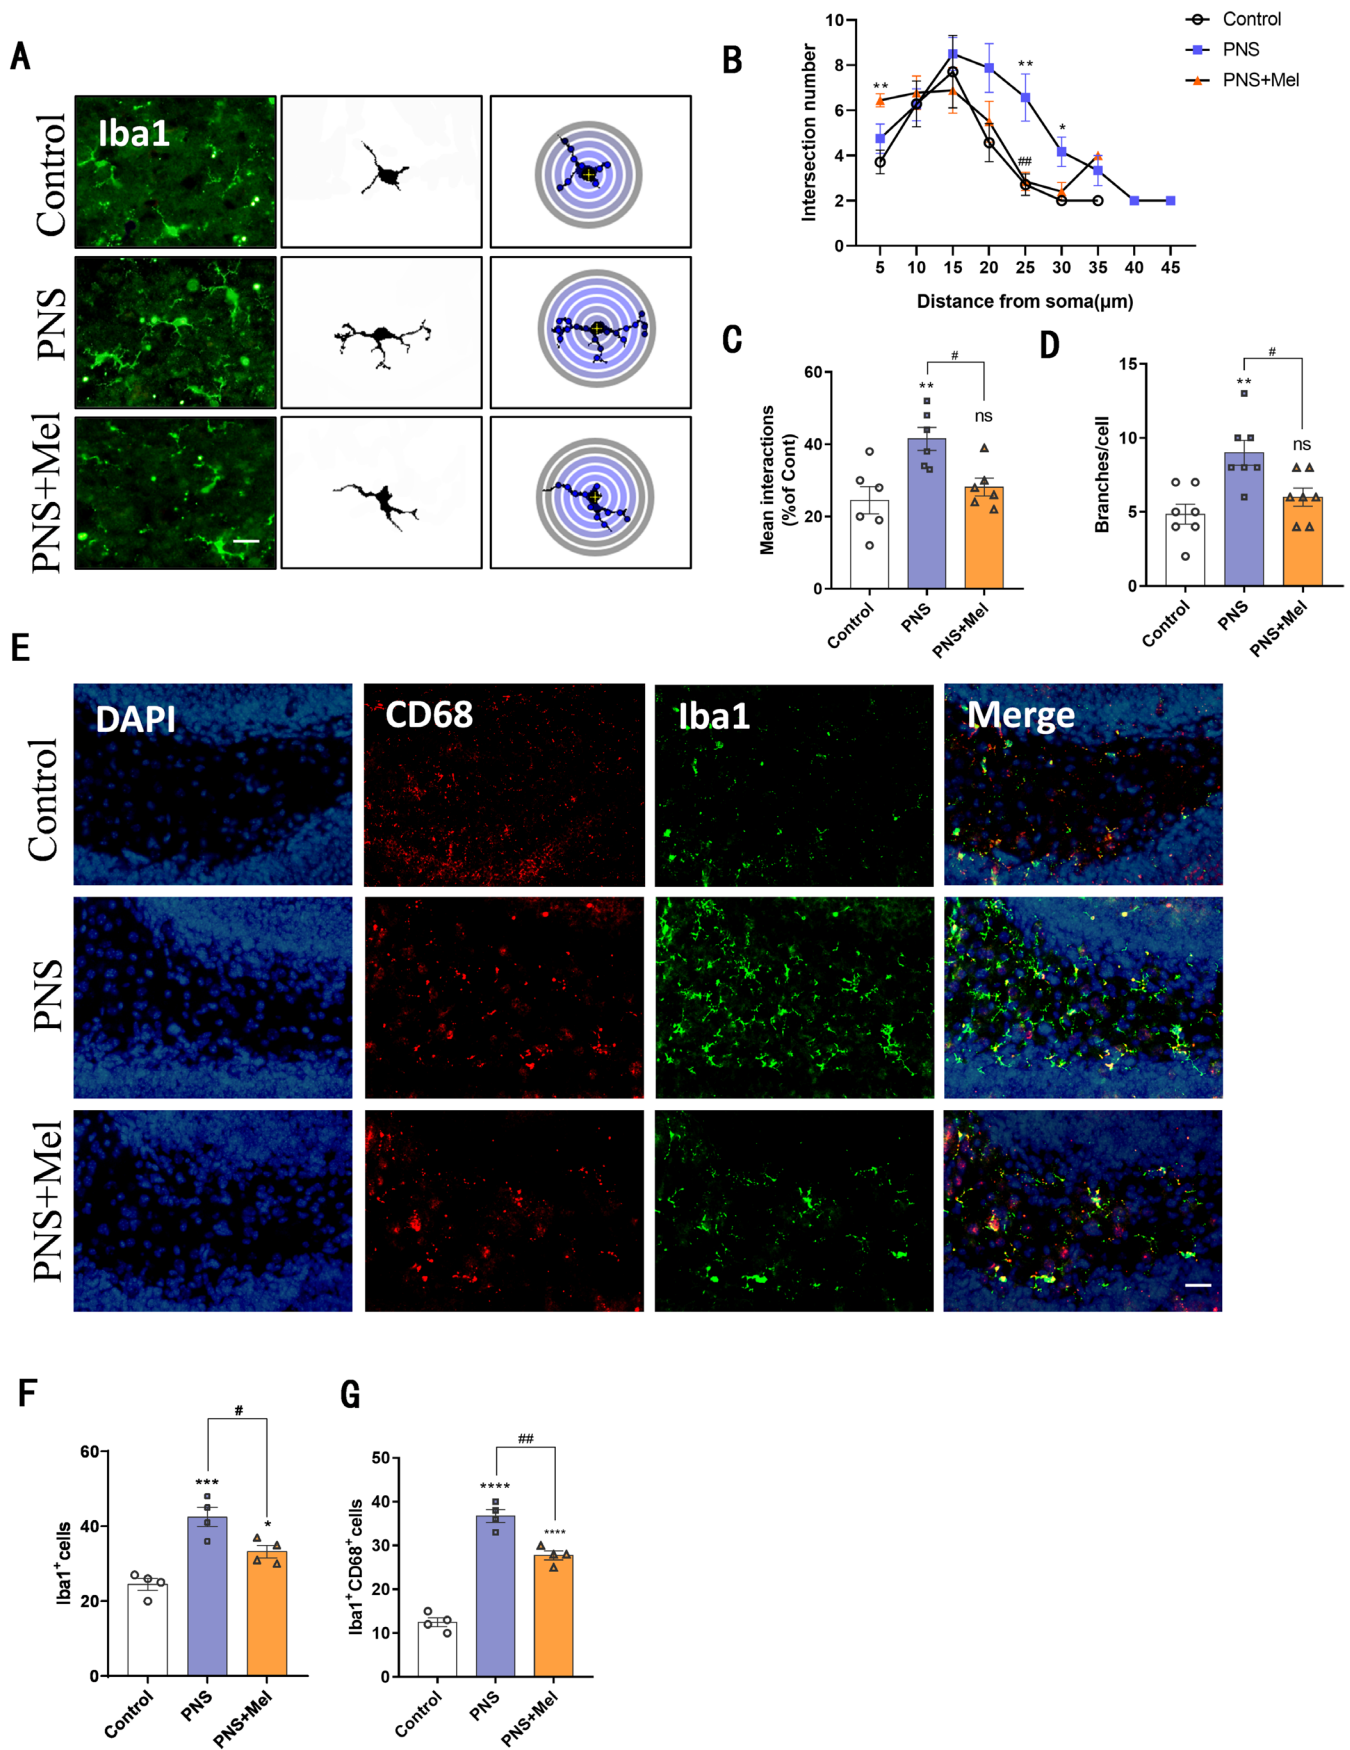 A
Iba1
Control
PNS
PNS+Mel
B
Intersection number
10
8
6
4
2
0
**
**
*
##
5 10 15 20 25 30 35 40 45
Distance from soma(μm)
Control
PNS
PNS+Mel
C
Mean interactions
(%of Cont)
60
40
20
0
**
#
ns
Control
PNS
PNS+Mel
D
Branches/cell
15
10
5
0
**
#
ns
Control
PNS
PNS+Mel
E
DAPI CD68 Iba1 Merge
Control
PNS
PNS+Mel
F
Iba1+cells
60
40
20
0
***
#
*
Control
PNS
PNS+Mel
G
Iba1+CD68+cells
50
40
30
20
10
0
****
##
****
Control
PNS
PNS+Mel